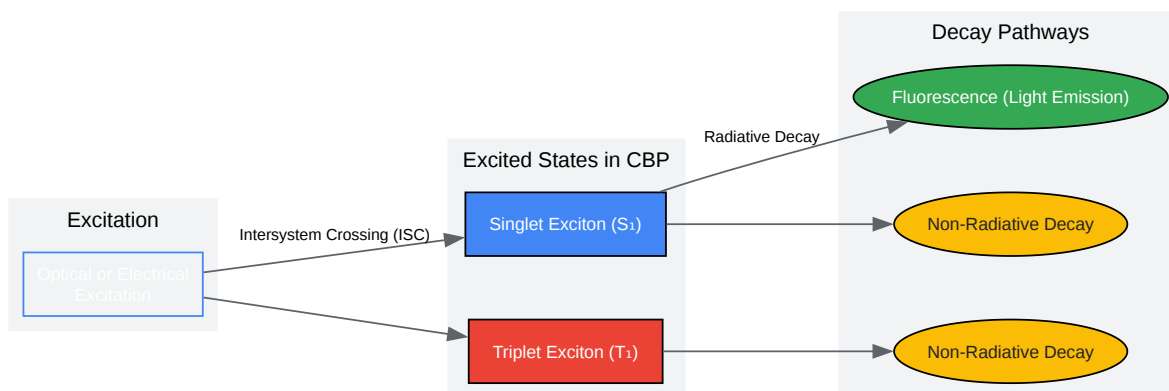 Decay Pathways
Fluorescence (Light Emission)
Radiative Decay
Excited States in CBP
Excitation
Intersystem Crossing (ISC)
Singlet Exciton (S₁)
Non-Radiative Decay
Optical or Electrical
Excitation
Triplet Exciton (T₁)
Non-Radiative Decay